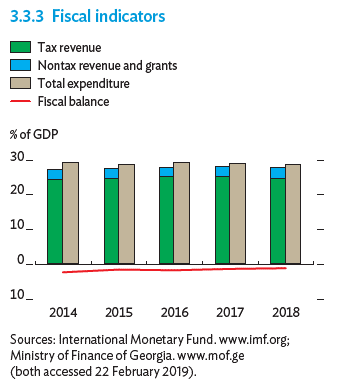 3.3.3 Fiscal indicators
Tax revenue
Nontax revenue and grants
Total expenditure
Fiscal balance
% of GDP
30
20
10
0
10
2014 2015 2016 2017 2018
Sources: International Monetary Fund. www.imf.org;
Ministry of Finance of Georgia. www.mof.ge
(both accessed 22 February 2019).